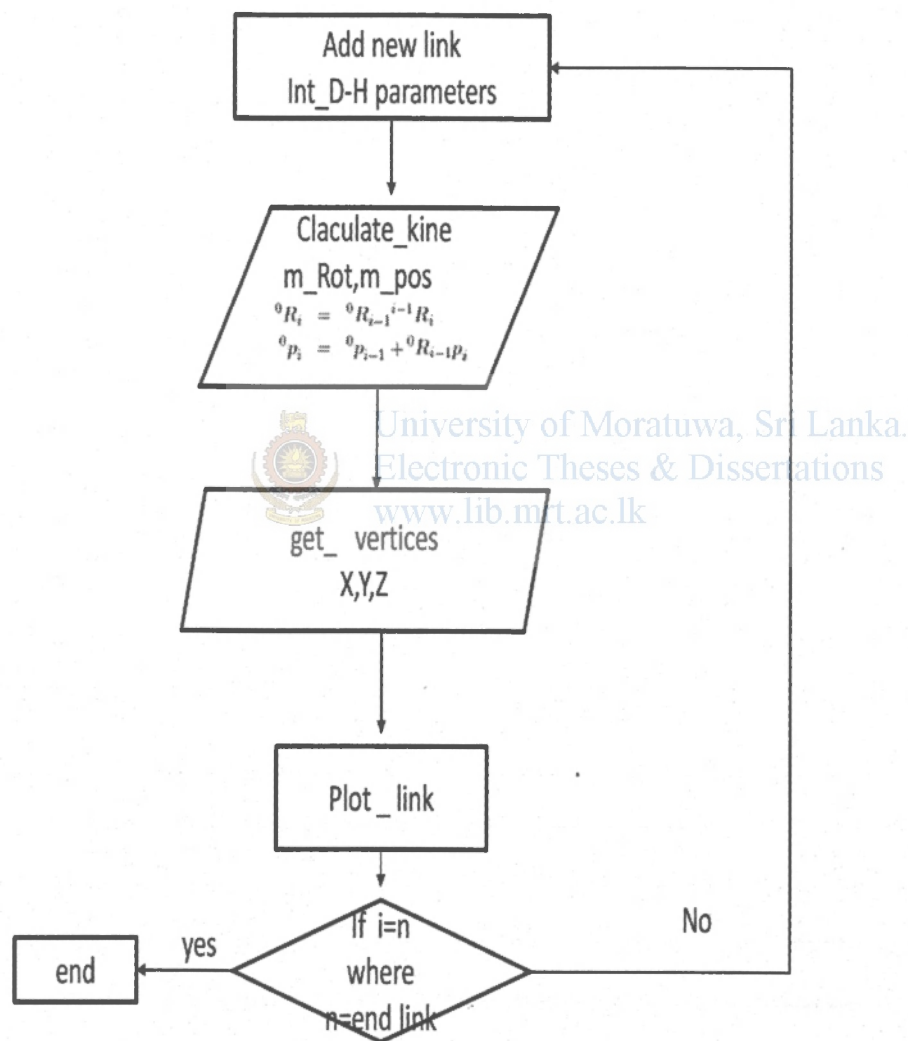 Add new link
Int_D-H parameters
Claculate_kine
m_Rot,m_pos
⁰Rᵢ = ⁰Rᵢ₋₁ⁱ⁻¹Rᵢ
⁰pᵢ = ⁰pᵢ₋₁ + ⁰Rᵢ₋₁pᵢ
University of Moratuwa, Sri Lanka.
Electronic Theses & Dissertations
www.lib.mrt.ac.lk
get_ vertices
X,Y,Z
Plot _ link
If i=n
where
n=end link
No
yes
end